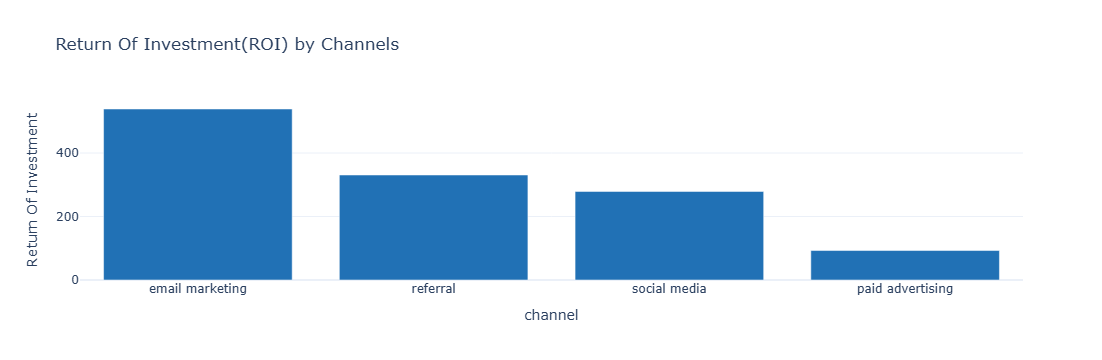 Return Of Investment(ROI) by Channels
Return Of Investment
400
200
0
email marketing
referral
social media
paid advertising
channel